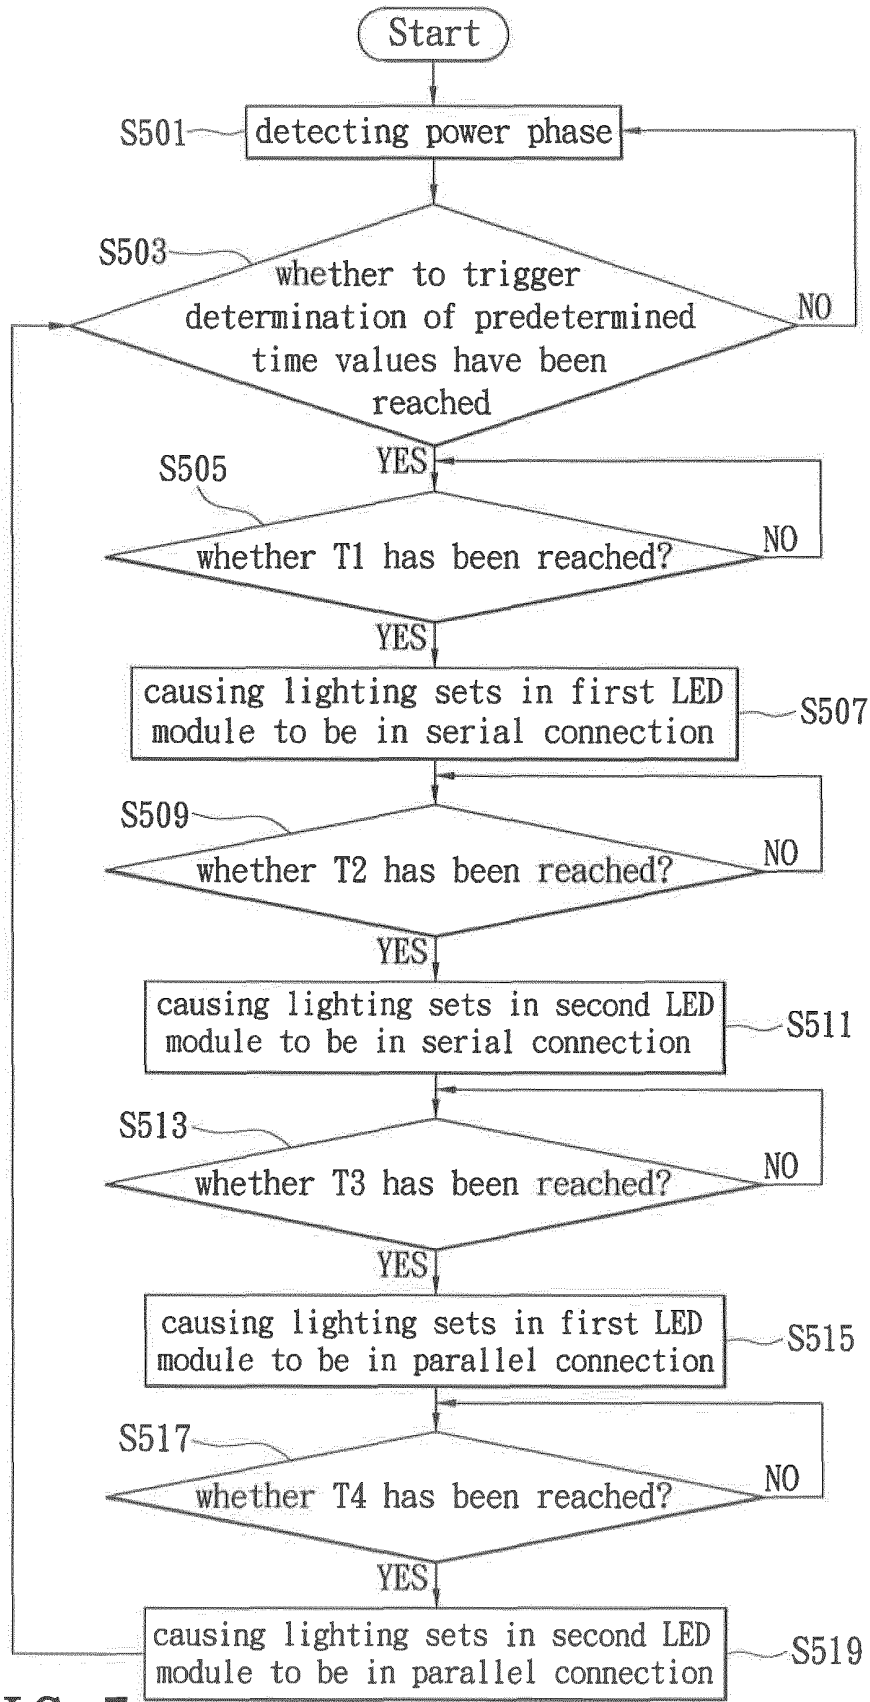 Start
S501
detecting power phase
S503
whether to trigger
determination of predetermined
time values have been
reached
NO
YES
S505
whether T1 has been reached?
NO
YES
causing lighting sets in first LED
module to be in serial connection
S507
S509
whether T2 has been reached?
NO
YES
causing lighting sets in second LED
module to be in serial connection
S511
S513
whether T3 has been reached?
NO
YES
causing lighting sets in first LED
module to be in parallel connection
S515
S517
whether T4 has been reached?
NO
YES
causing lighting sets in second LED
module to be in parallel connection
S519